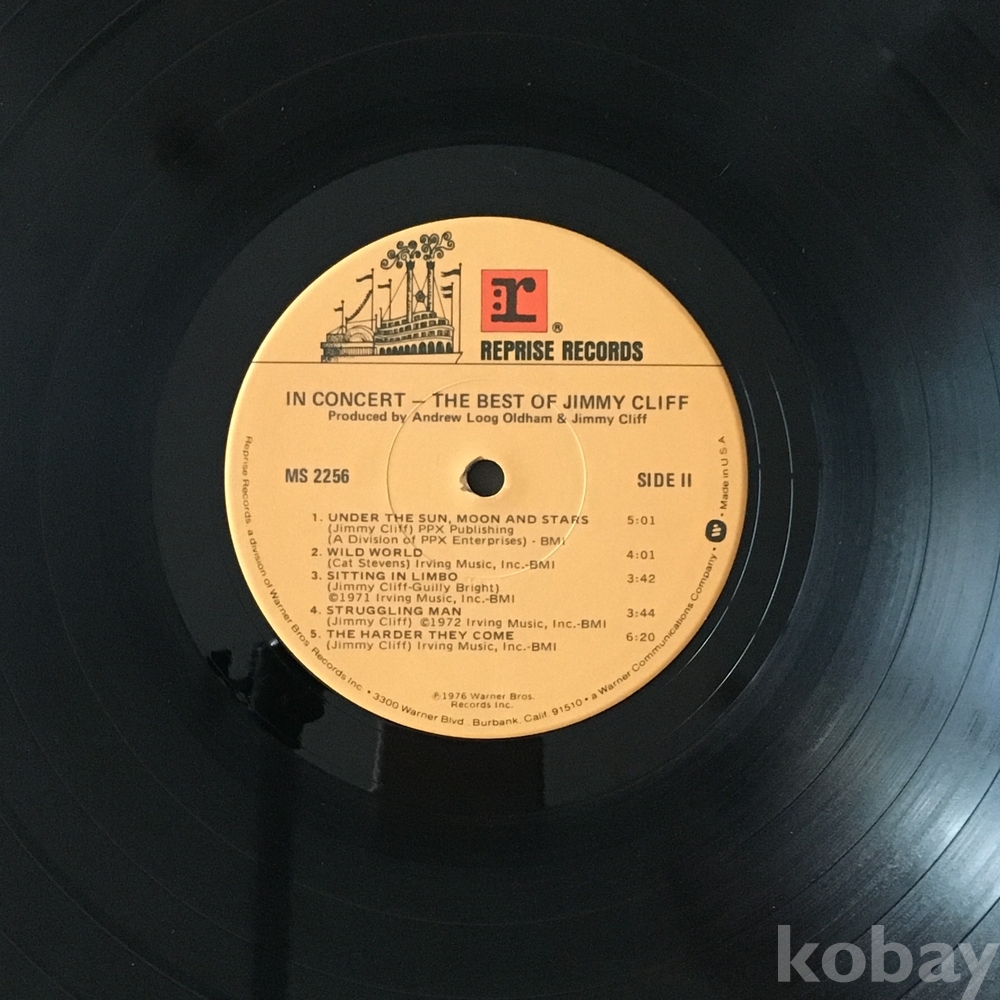 r
®
REPRISE RECORDS
IN CONCERT – THE BEST OF JIMMY CLIFF
Produced by Andrew Loog Oldham & Jimmy Cliff
MS 2256
SIDE II
1. UNDER THE SUN, MOON AND STARS 5:01
(Jimmy Cliff) PPX Publishing
(A Division of PPX Enterprises) - BMI
2. WILD WORLD 4:01
(Cat Stevens) Irving Music, Inc.-BMI
3. SITTING IN LIMBO 3:42
(Jimmy Cliff-Guilly Bright)
©1971 Irving Music, Inc.-BMI
4. STRUGGLING MAN 3:44
(Jimmy Cliff) ©1972 Irving Music, Inc.-BMI
5. THE HARDER THEY COME 6:20
(Jimmy Cliff) Irving Music, Inc.-BMI
℗1976 Warner Bros.
Records Inc.
Reprise Records, a division of Warner Bros. Records Inc. • 3300 Warner Blvd., Burbank, Calif. 91510 • a Warner Communications Company • W • Made in U.S.A
kobay